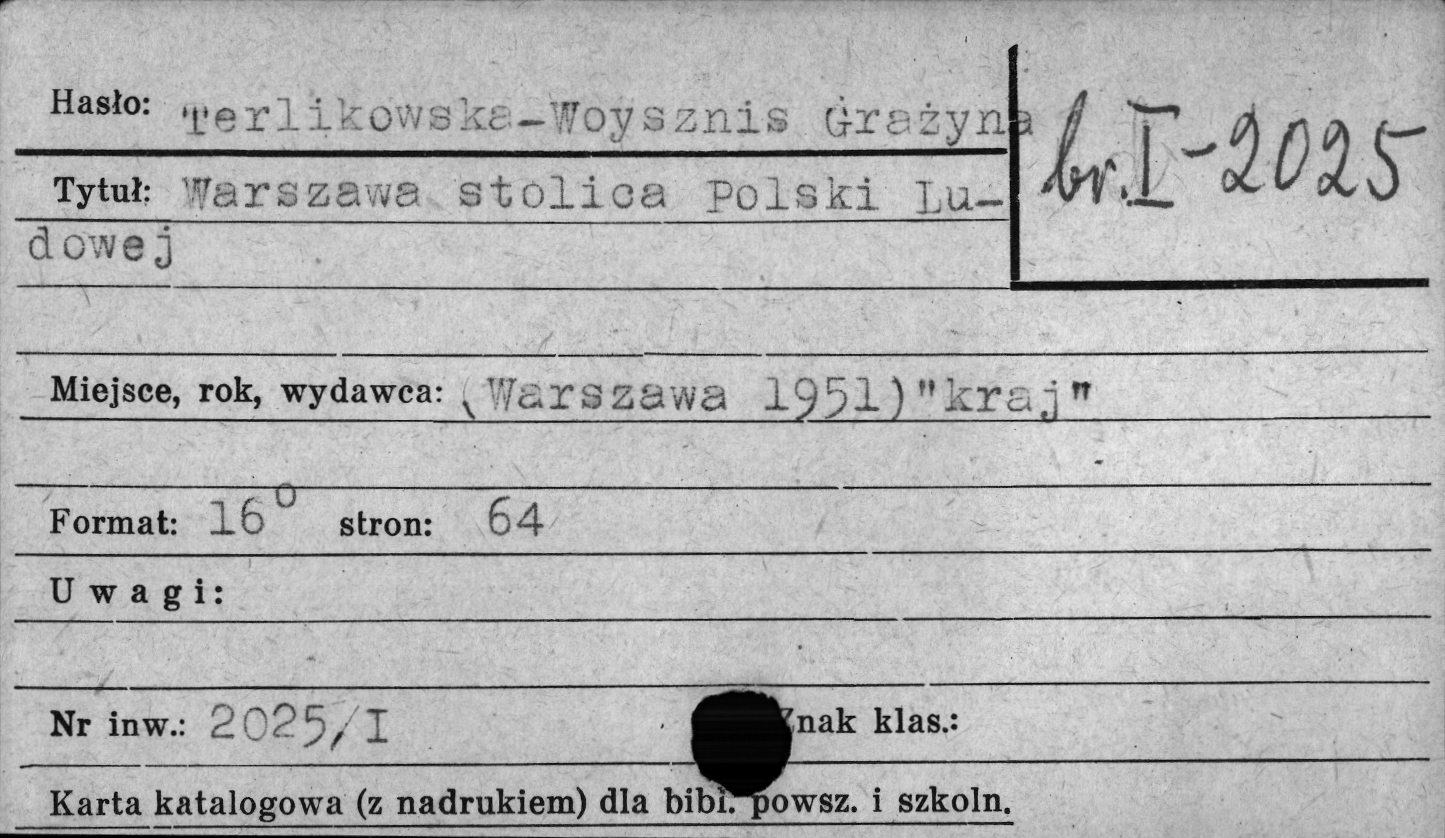 Hasło: Terlikowska-Woysznis Grażyna
br. I-2025
Tytuł: Warszawa stolica Polski Lu-
dowej
Miejsce, rok, wydawca: (Warszawa 1951) "kraj"
Format: 16° stron: 64
Uwagi:
Nr inw.: 2025/I Znak klas.:
Karta katalogowa (z nadrukiem) dla bibl. powsz. i szkoln.